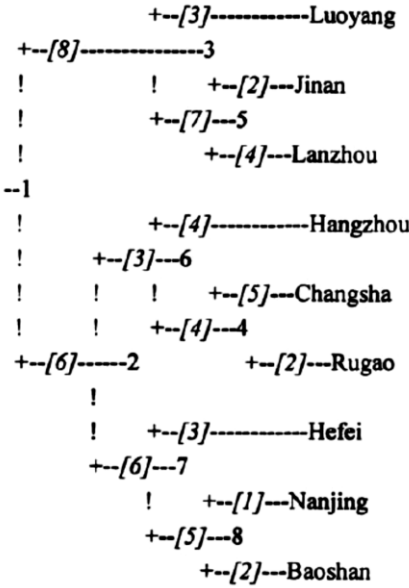 +--[3]-------------Luoyang
+--[8]----------------3
! ! +--[2]---Jinan
! +--[7]---5
! +--[4]---Lanzhou
--1
! +--[4]-------------Hangzhou
! +--[3]---6
! ! ! +--[5]---Changsha
! ! +--[4]---4
+--[6]------2 +--[2]---Rugao
!
! +--[3]-------------Hefei
+--[6]---7
! +--[1]---Nanjing
+--[5]---8
+--[2]---Baoshan